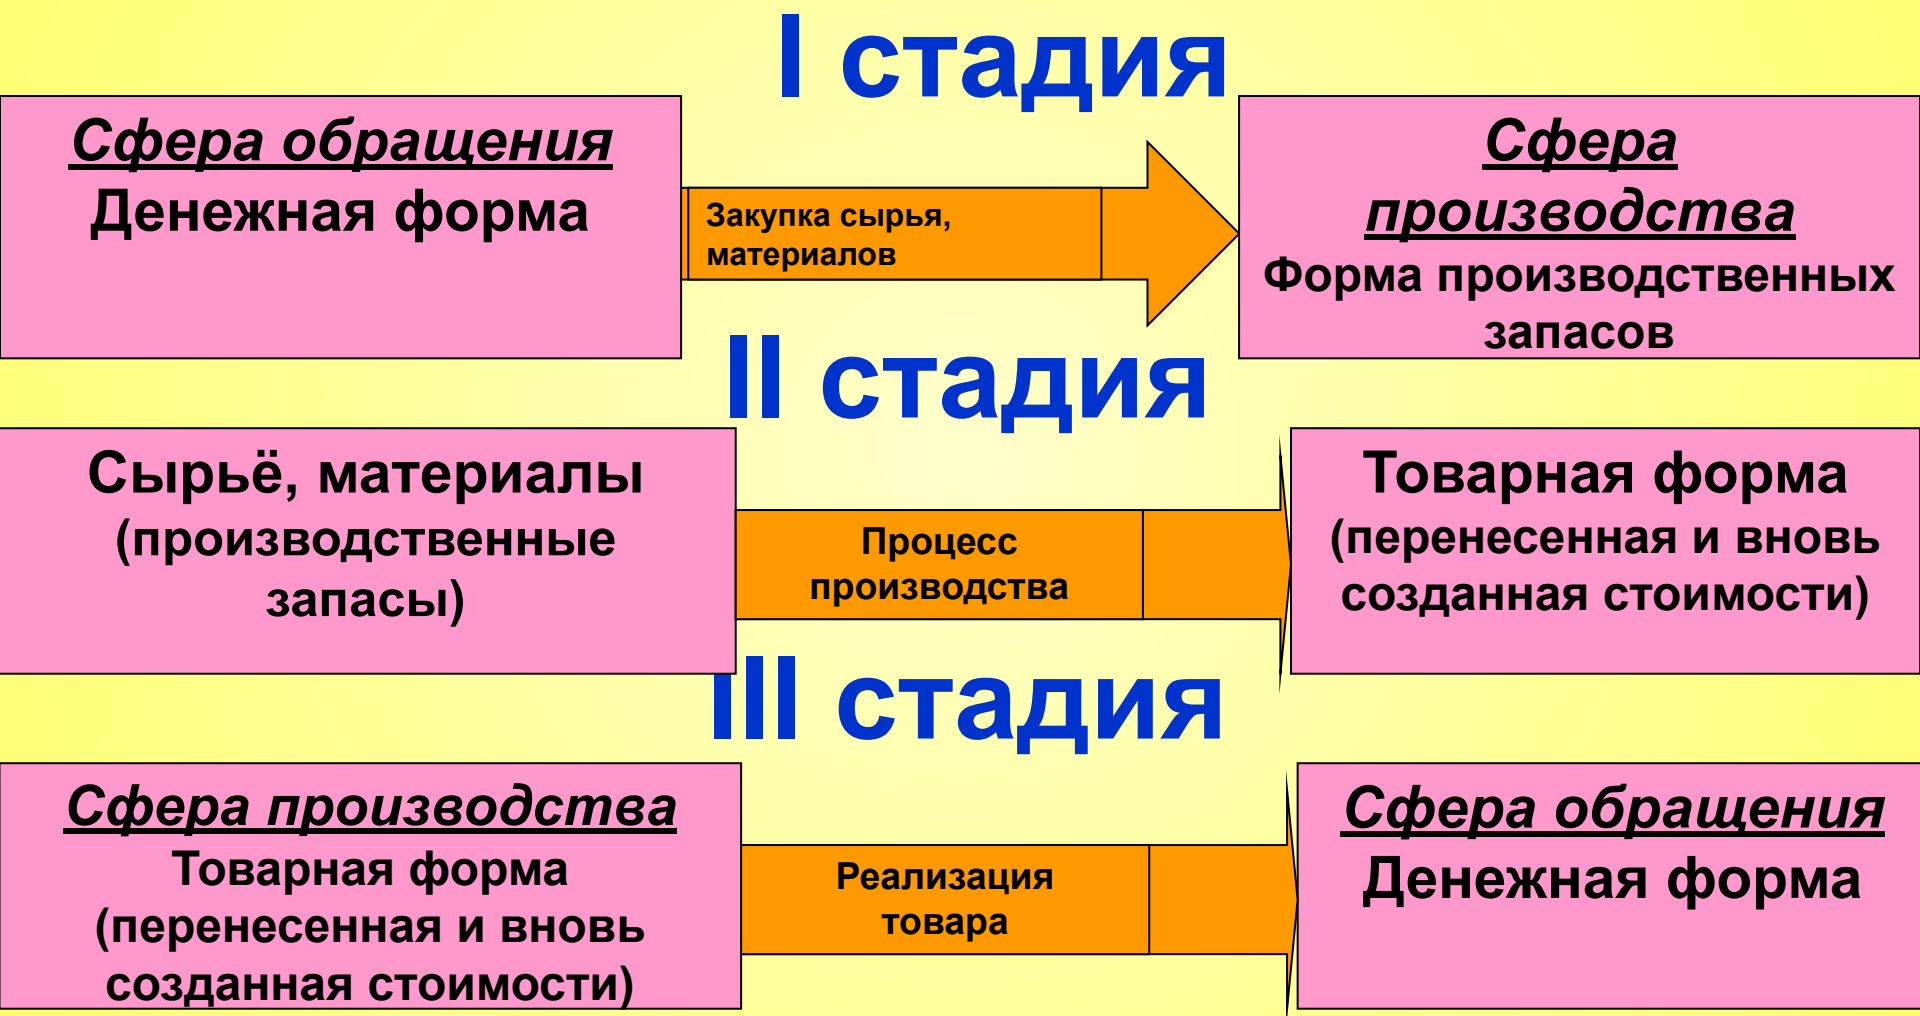 I стадия
Сфера обращения
Денежная форма
Закупка сырья,
материалов
Сфера
производства
Форма производственных
запасов
II стадия
Сырьё, материалы
(производственные
запасы)
Процесс
производства
Товарная форма
(перенесенная и вновь
созданная стоимости)
III стадия
Сфера производства
Товарная форма
(перенесенная и вновь
созданная стоимости)
Реализация
товара
Сфера обращения
Денежная форма